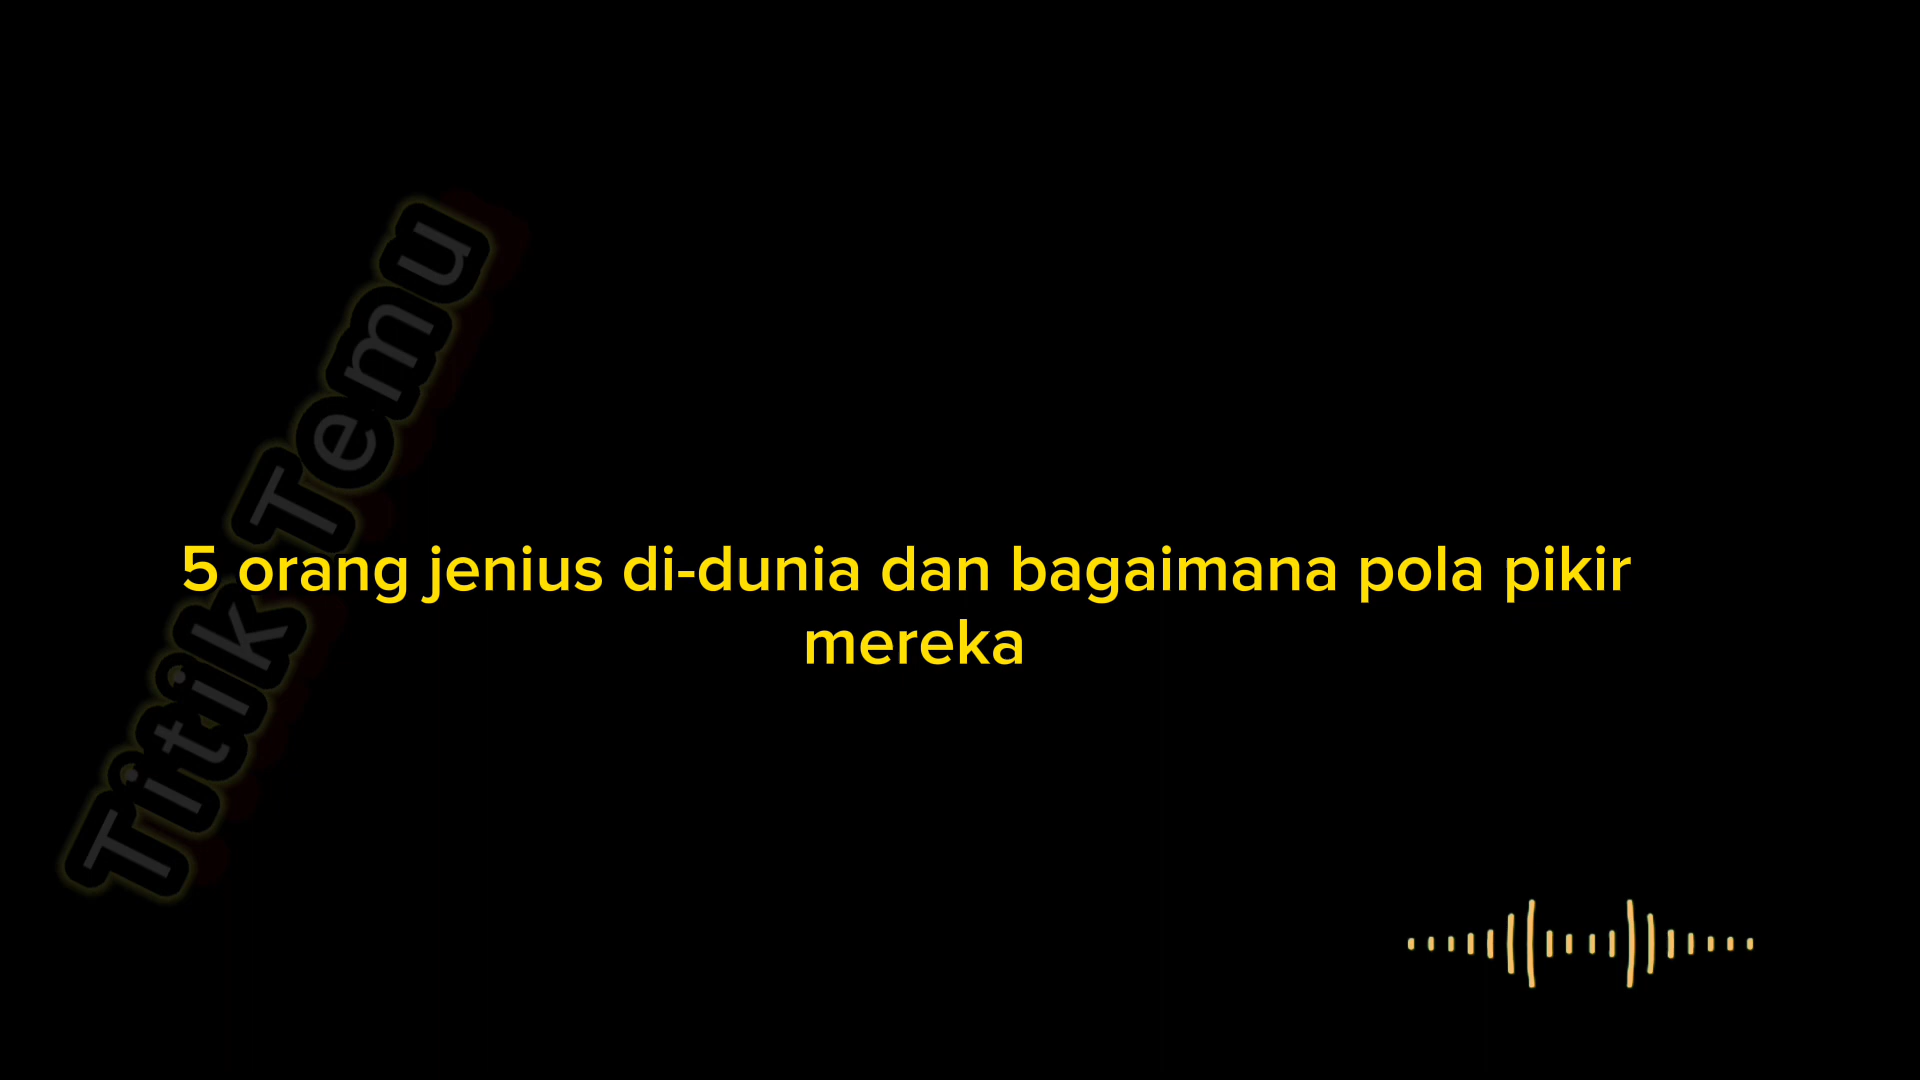 Titik Temu
5 orang jenius di-dunia dan bagaimana pola pikir
mereka